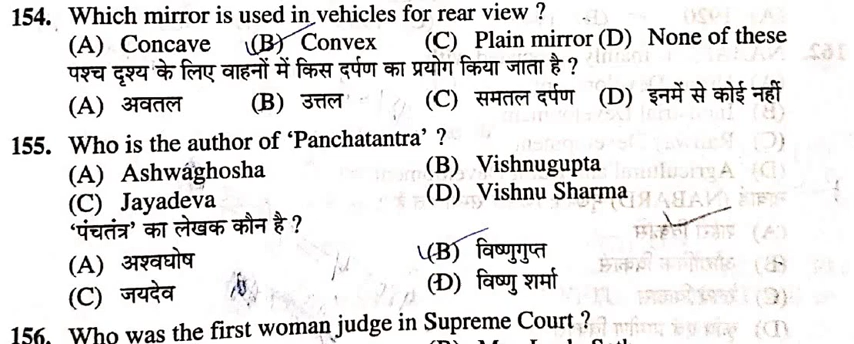 154. Which mirror is used in vehicles for rear view ?
(A) Concave (B) Convex (C) Plain mirror (D) None of these
पश्च दृश्य के लिए वाहनों में किस दर्पण का प्रयोग किया जाता है ?
(A) अवतल (B) उत्तल (C) समतल दर्पण (D) इनमें से कोई नहीं
155. Who is the author of ‘Panchatantra’ ?
(A) Ashwaghosha (B) Vishnugupta
(C) Jayadeva (D) Vishnu Sharma
‘पंचतंत्र’ का लेखक कौन है ?
(A) अश्वघोष (B) विष्णुगुप्त
(C) जयदेव (D) विष्णु शर्मा
156. Who was the first woman judge in Supreme Court ?